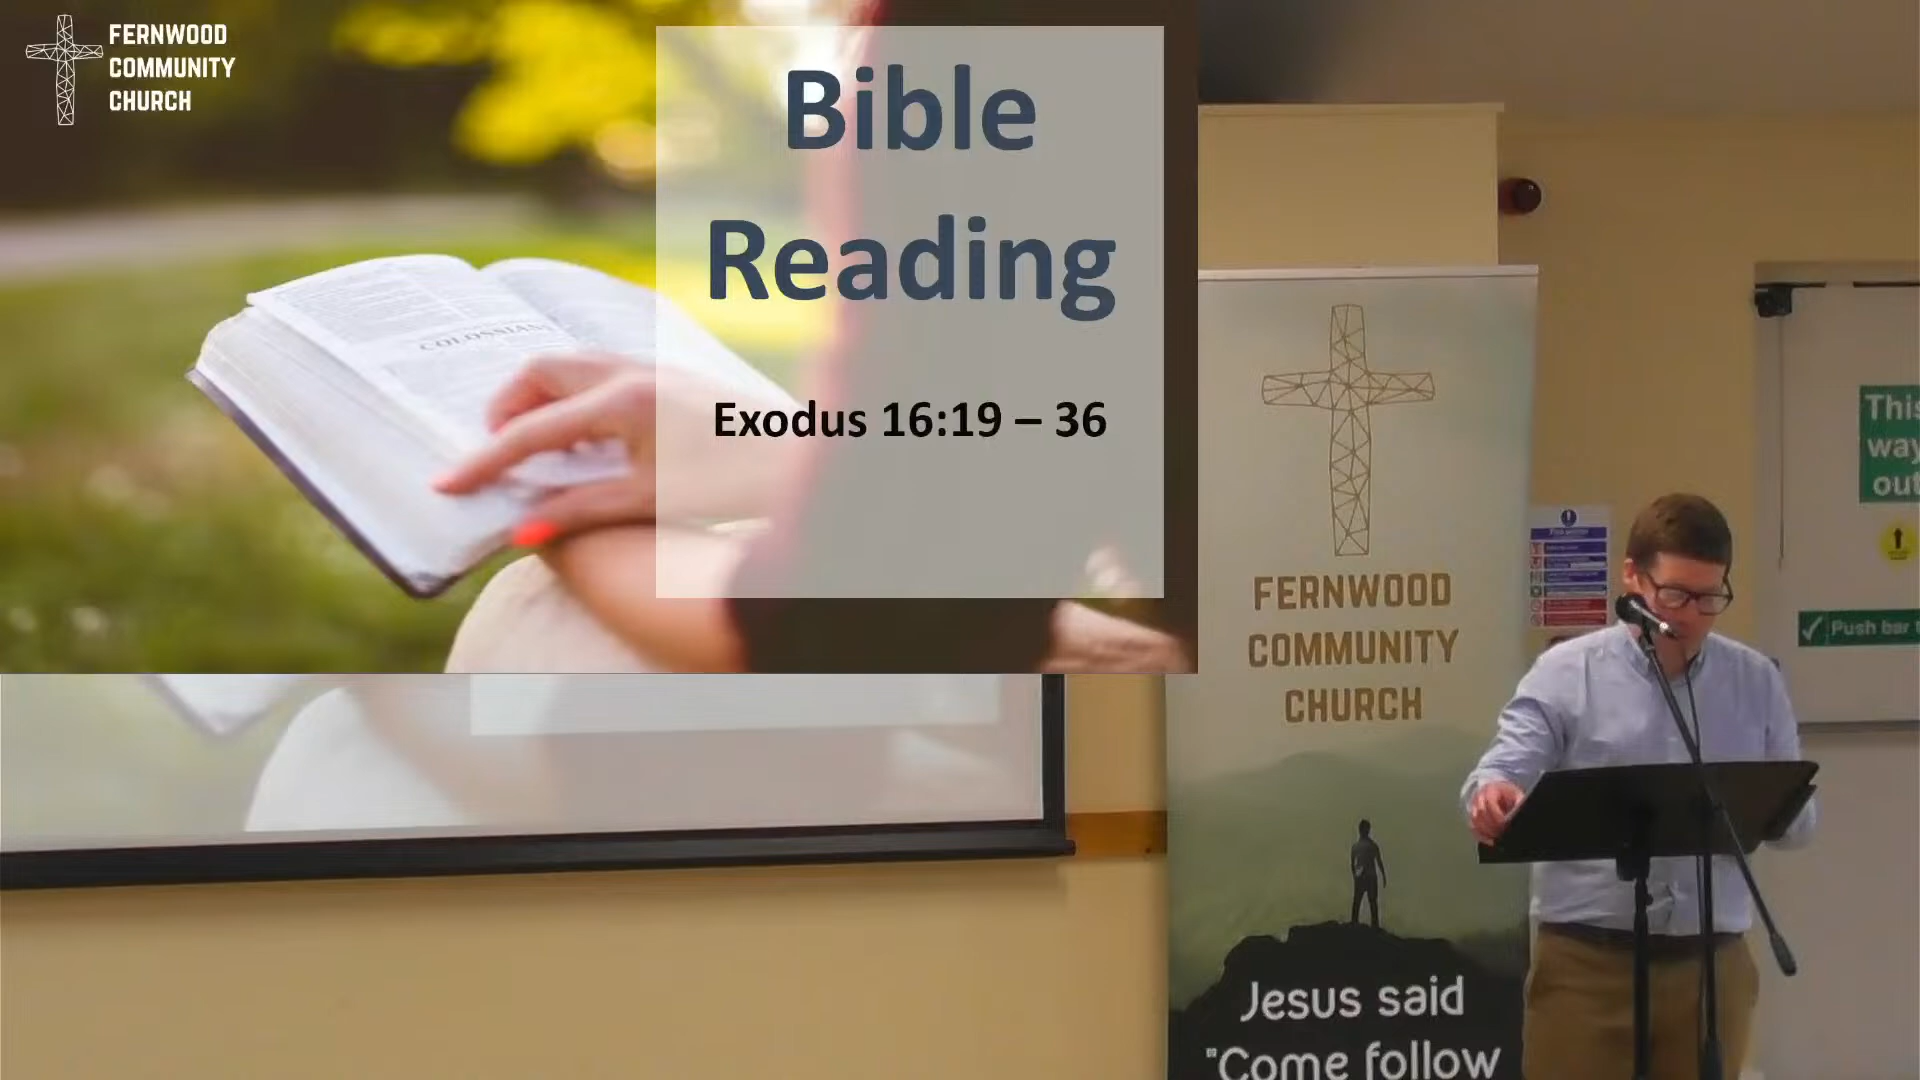 FERNWOOD
COMMUNITY
CHURCH
Bible
Reading
Exodus 16:19 – 36
COLOSSIANS
FERNWOOD
COMMUNITY
CHURCH
Jesus said
"Come follow
This
way
out
Push bar t